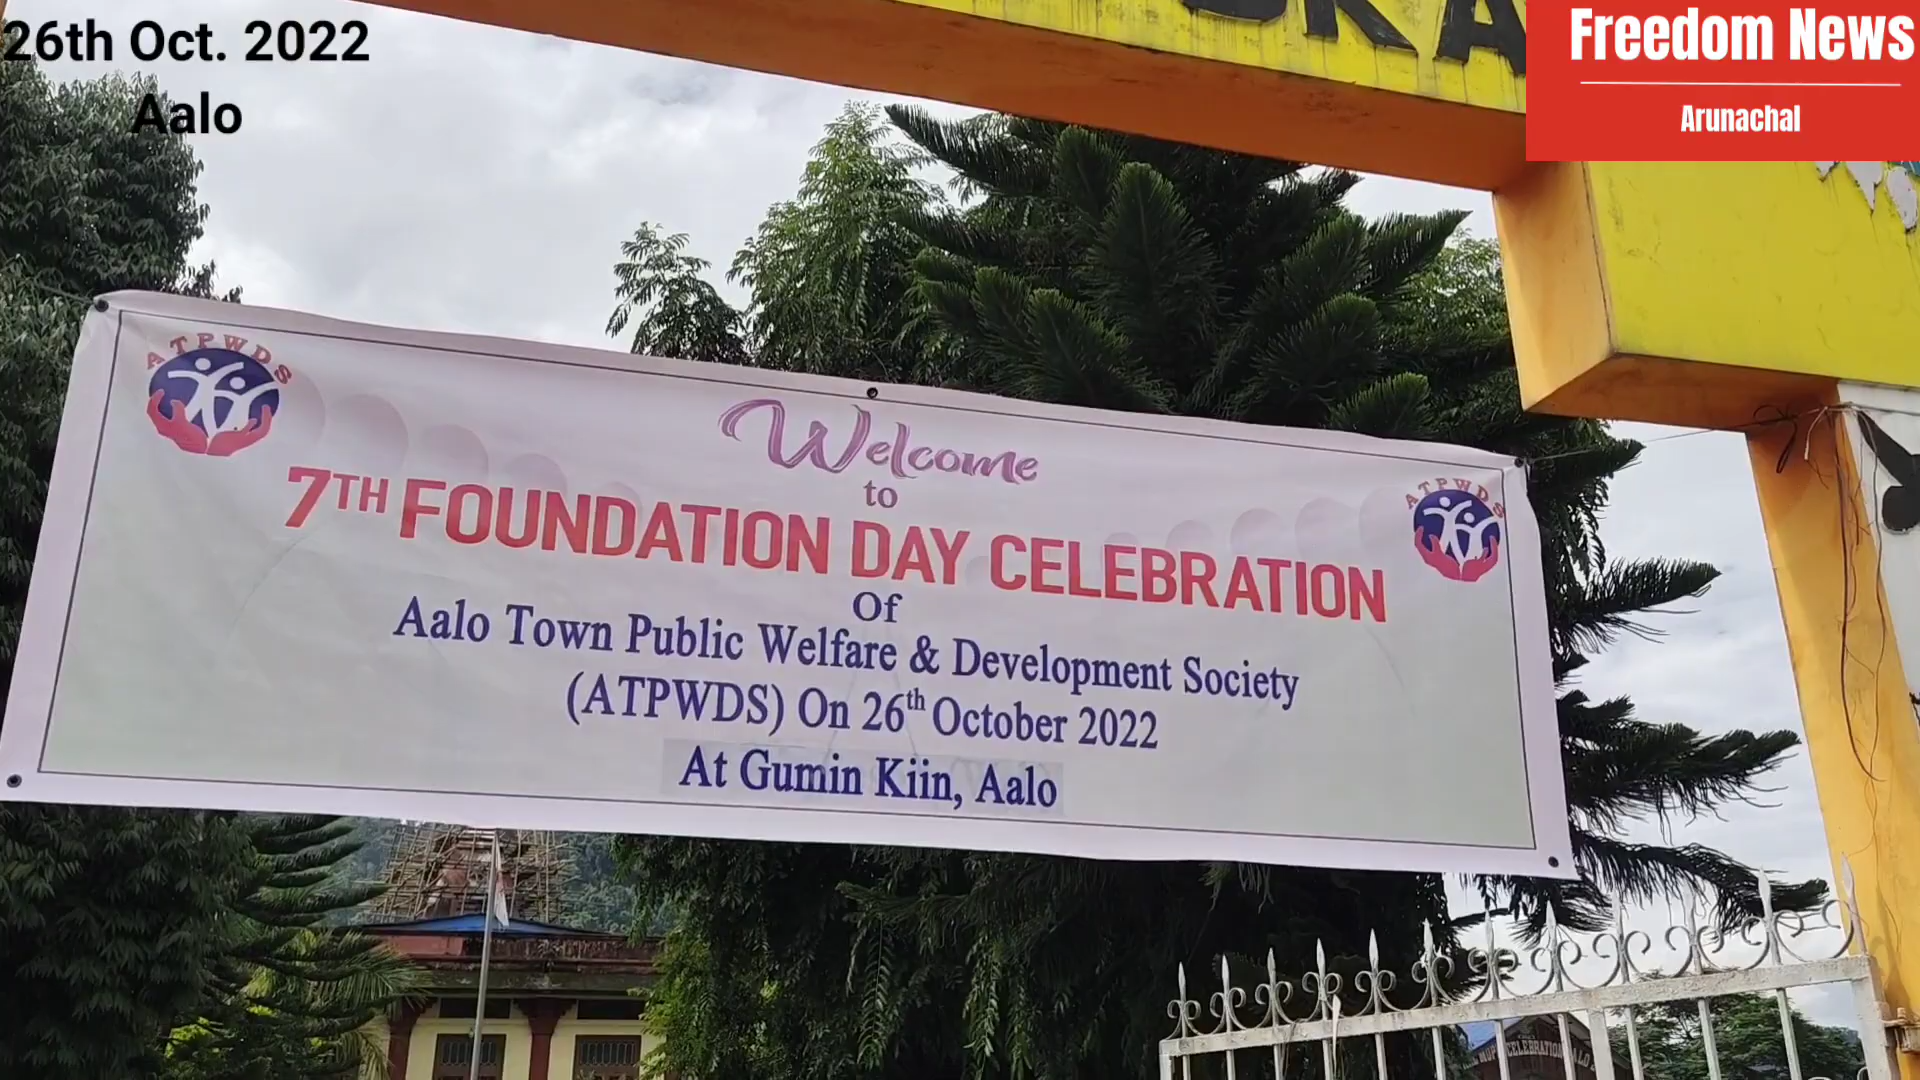 26th Oct. 2022
Aalo
Freedom News
Arunachal
ATPWDS
ATPWDS
Welcome
to
7TH FOUNDATION DAY CELEBRATION
Of
Aalo Town Public Welfare & Development Society
(ATPWDS) On 26th October 2022
At Gumin Kiin, Aalo
CELEBRATION